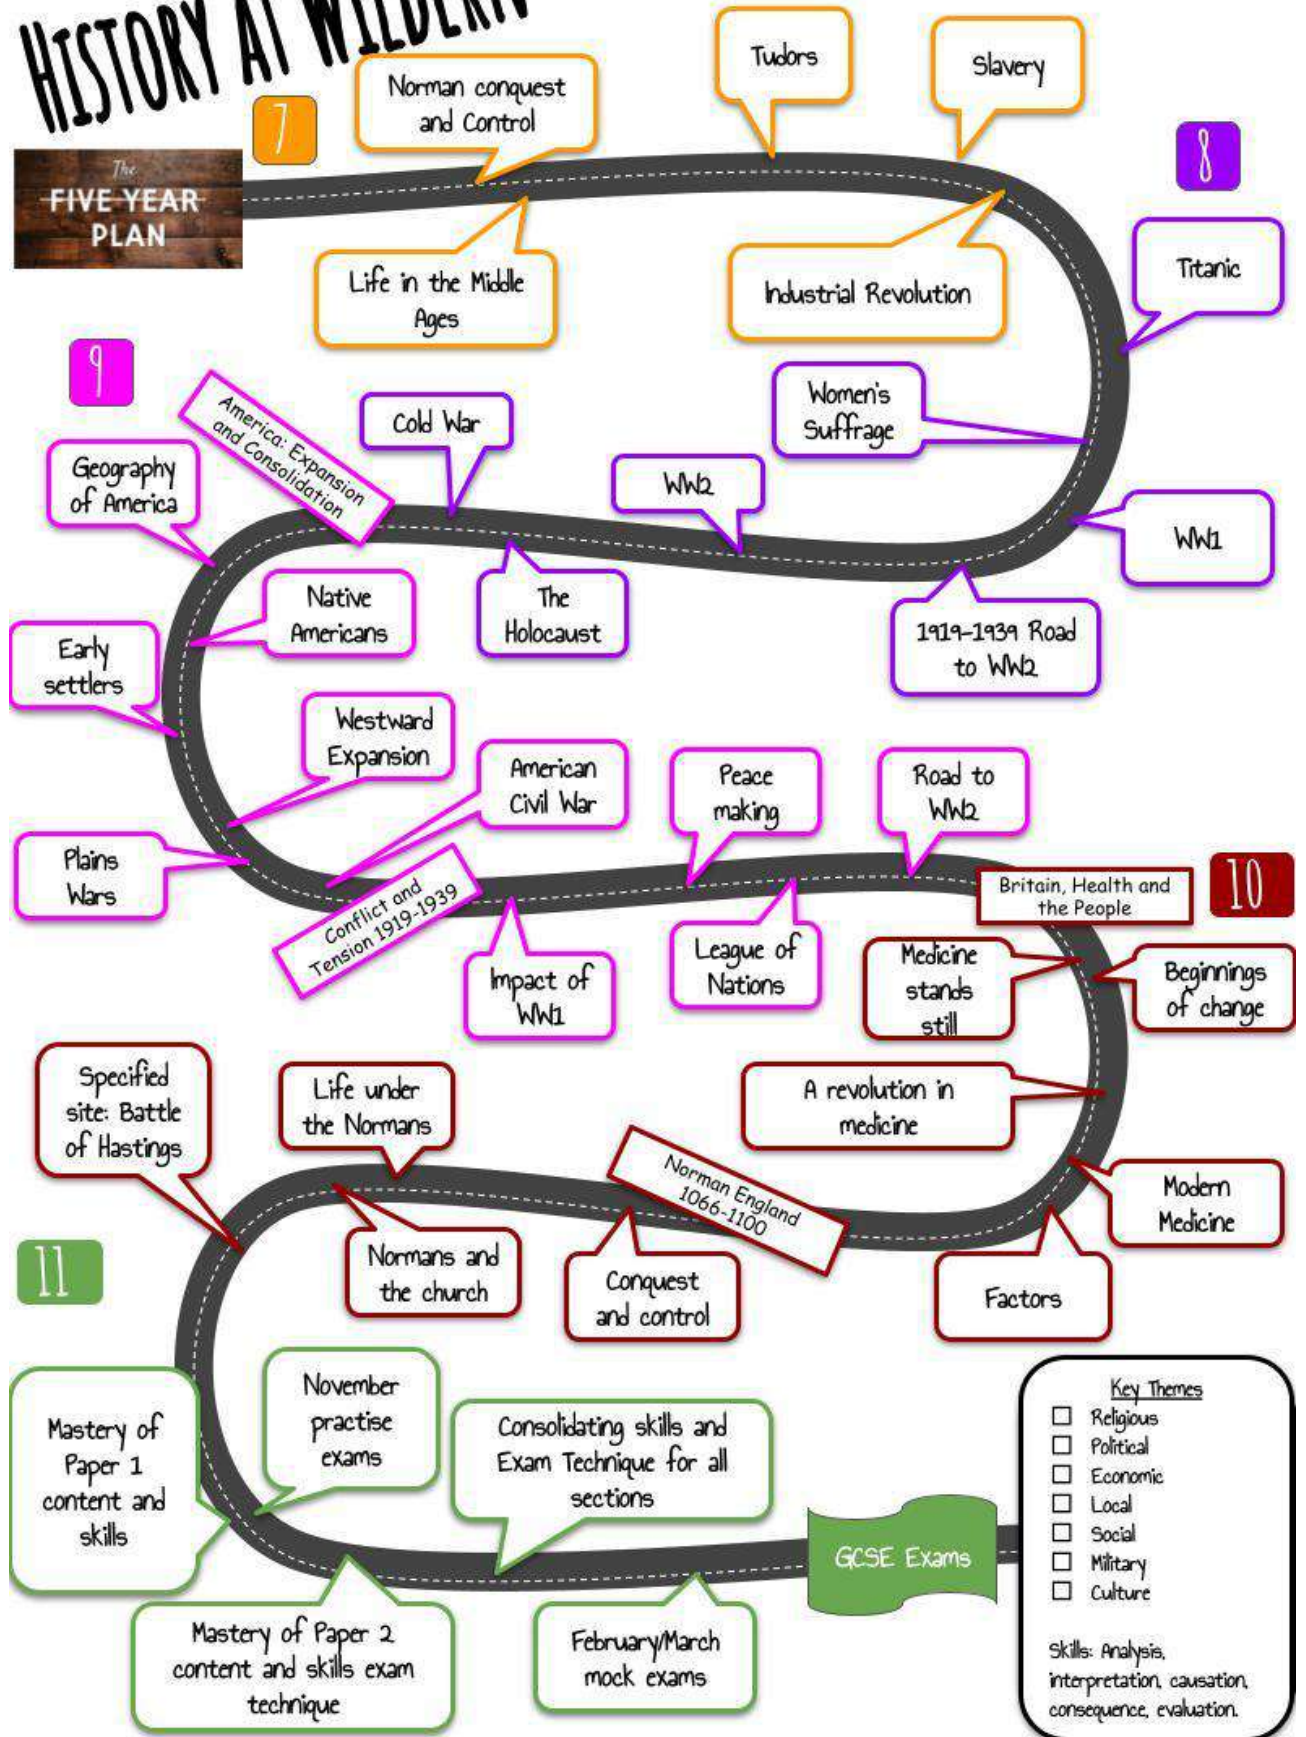 HISTORY AT
7
Norman conquest
and Control
Tudors
Slavery
8
The
FIVE YEAR
PLAN
Life in the Middle
Ages
Industrial Revolution
Titanic
9
America: Expansion
and Consolidation
Cold War
Women's
Suffrage
Geography
of America
WW2
WW1
Native
Americans
The
Holocaust
1919-1939 Road
to WW2
Early
settlers
Westward
Expansion
American
Civil War
Peace
making
Road to
WW2
Plains
Wars
Conflict and
Tension 1919-1939
Britain, Health and
the People
10
Impact of
WW1
League of
Nations
Medicine
stands
still
Beginnings
of change
Specified
site: Battle
of Hastings
Life under
the Normans
A revolution in
medicine
Norman England
1066-1100
Modern
Medicine
11
Normans and
the church
Conquest
and control
Factors
Mastery of
Paper 1
content and
skills
November
practise
exams
Consolidating skills and
Exam Technique for all
sections
GCSE Exams
Mastery of Paper 2
content and skills exam
technique
February/March
mock exams
Key Themes
Religious
Political
Economic
Local
Social
Military
Culture
Skills: Analysis,
interpretation, causation,
consequence, evaluation.